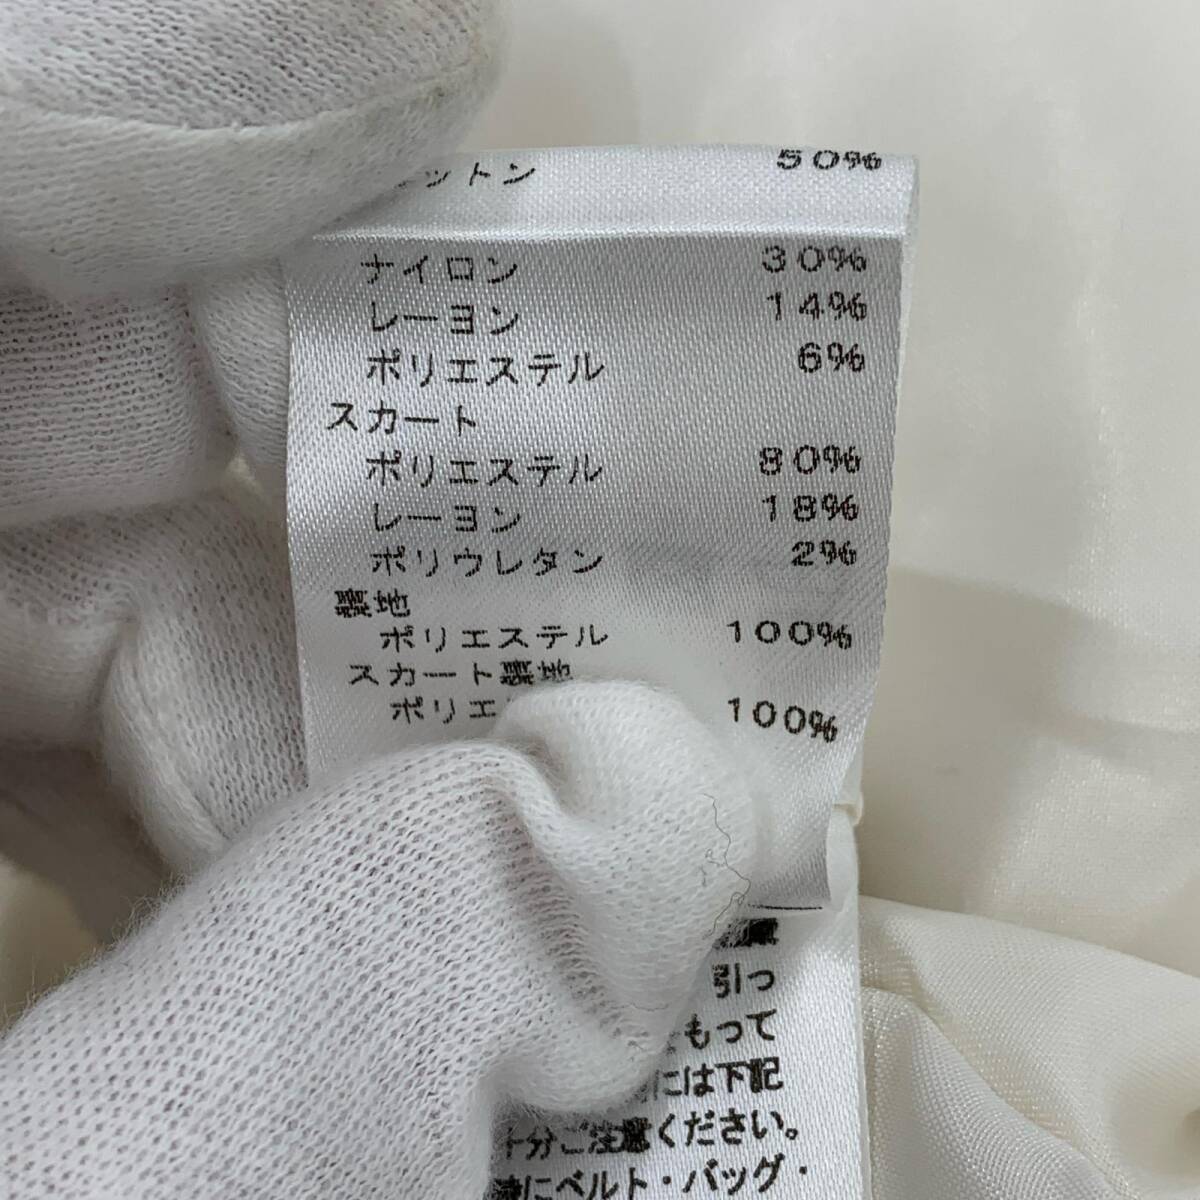 ットン 50%
ナイロン 30%
レーヨン 14%
ポリエステル 6%
スカート
ポリエステル 80%
レーヨン 18%
ポリウレタン 2%
裏地
ポリエステル 100%
スカート裏地
ポリエ 100%
引っ
もって
には下記
十分ご注意ください。
にベルト・バッグ・